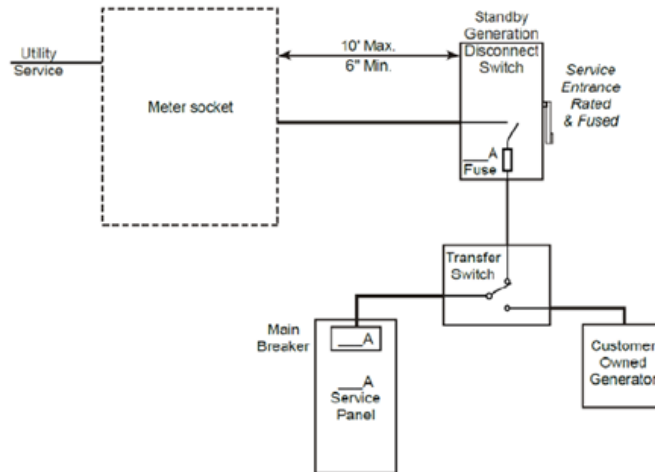 Utility
Service
Meter socket
10' Max.
6" Min.
Standby
Generation
Disconnect
Switch
Service
Entrance
Rated
& Fused
___A
Fuse
Transfer
Switch
Main
Breaker
___A
___A
Service
Panel
Customer
Owned
Generator